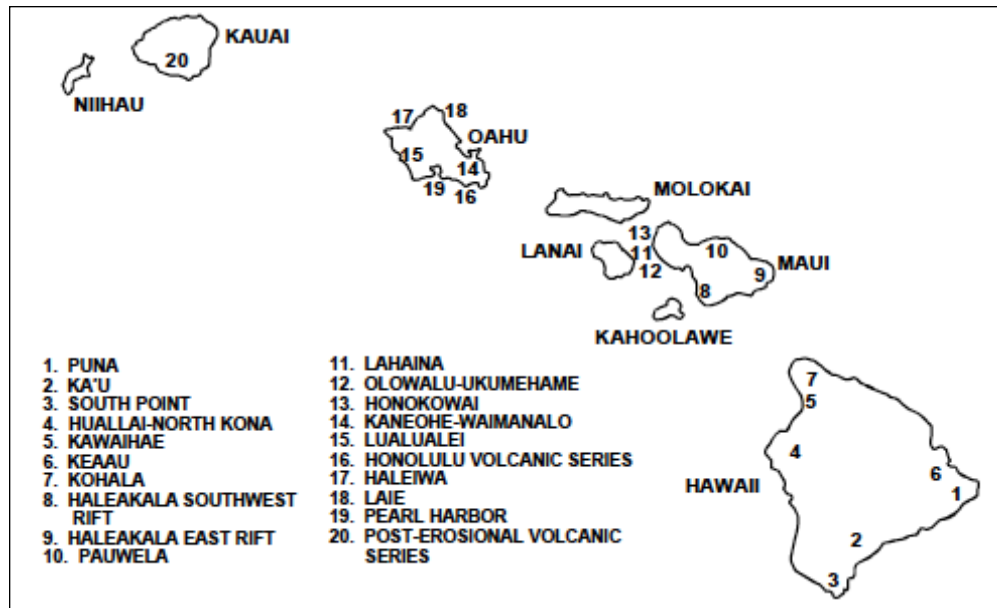 KAUAI
20
NIIHAU
17
18
OAHU
15
14
19
16
MOLOKAI
13
LANAI
11
10
MAUI
12
9
8
KAHOOLAWE
1. PUNA
2. KA'U
3. SOUTH POINT
4. HUALLAI-NORTH KONA
5. KAWAIHAE
6. KEAAU
7. KOHALA
8. HALEAKALA SOUTHWEST
RIFT
9. HALEAKALA EAST RIFT
10. PAUWELA
11. LAHAINA
12. OLOWALU-UKUMEHAME
13. HONOKOWAI
14. KANEOHE-WAIMANALO
15. LUALUALEI
16. HONOLULU VOLCANIC SERIES
17. HALEIWA
18. LAIE
19. PEARL HARBOR
20. POST-EROSIONAL VOLCANIC
SERIES
7
5
4
HAWAII
6
1
2
3